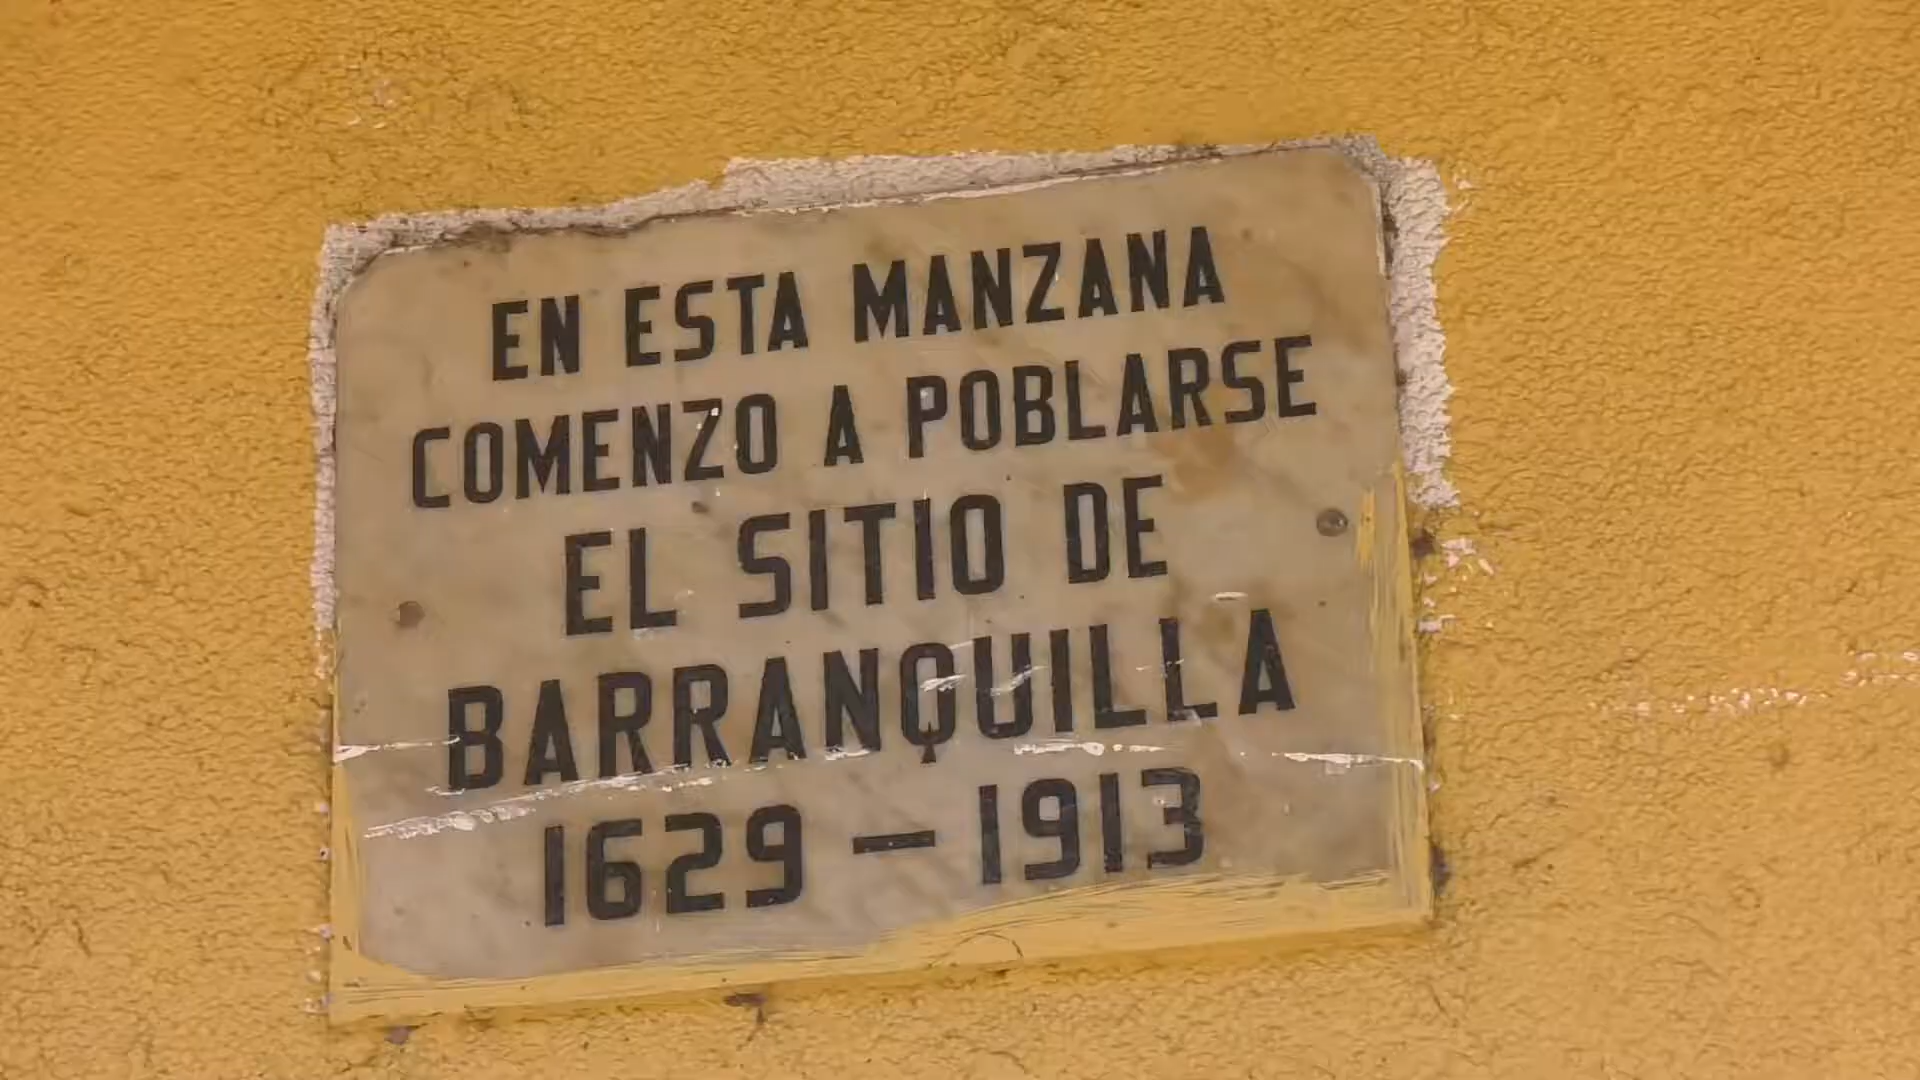 EN ESTA MANZANA
COMENZO A POBLARSE
EL SITIO DE
BARRANQUILLA
1629 — 1913